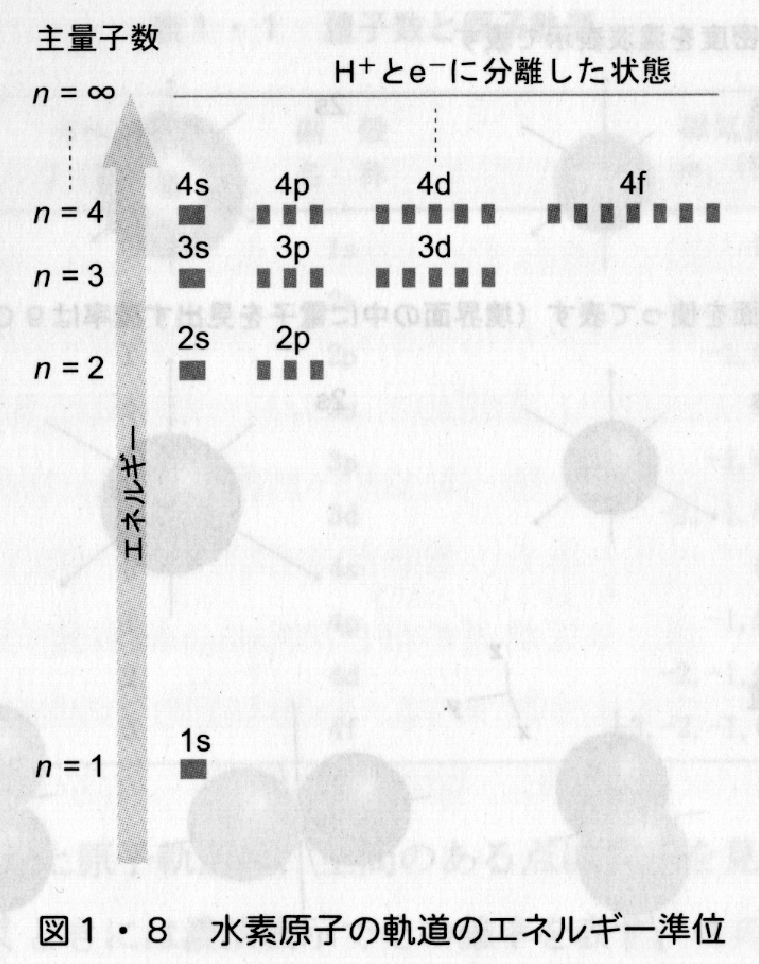 主量子数
H⁺とe⁻に分離した状態
n = ∞
4s 4p 4d 4f
n = 4
3s 3p 3d
n = 3
2s 2p
n = 2
エネルギー
1s
n = 1
図1・8 水素原子の軌道のエネルギー準位